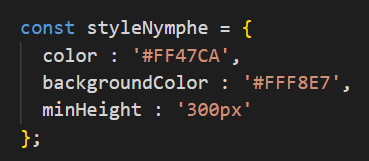 const styleNymphe = {
color : '#FF47CA',
backgroundColor : '#FFF8E7',
minHeight : '300px'
};